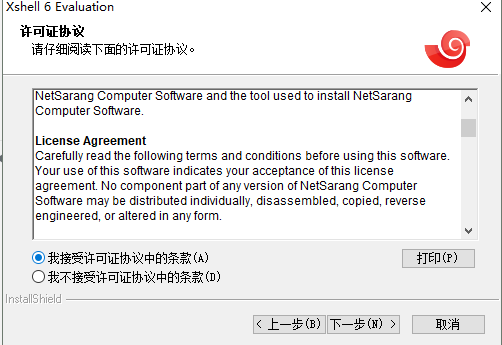 Xshell 6 Evaluation
许可证协议
请仔细阅读下面的许可证协议。
NetSarang Computer Software and the tool used to install NetSarang
Computer Software.
License Agreement
Carefully read the following terms and conditions before using this software.
Your use of this software indicates your acceptance of this license
agreement. No component part of any version of NetSarang Computer
Software may be distributed individually, disassembled, copied, reverse
engineered, or altered in any form.
我接受许可证协议中的条款(A)
打印(P)
我不接受许可证协议中的条款(D)
InstallShield
< 上一步(B) 下一步(N) > 取消